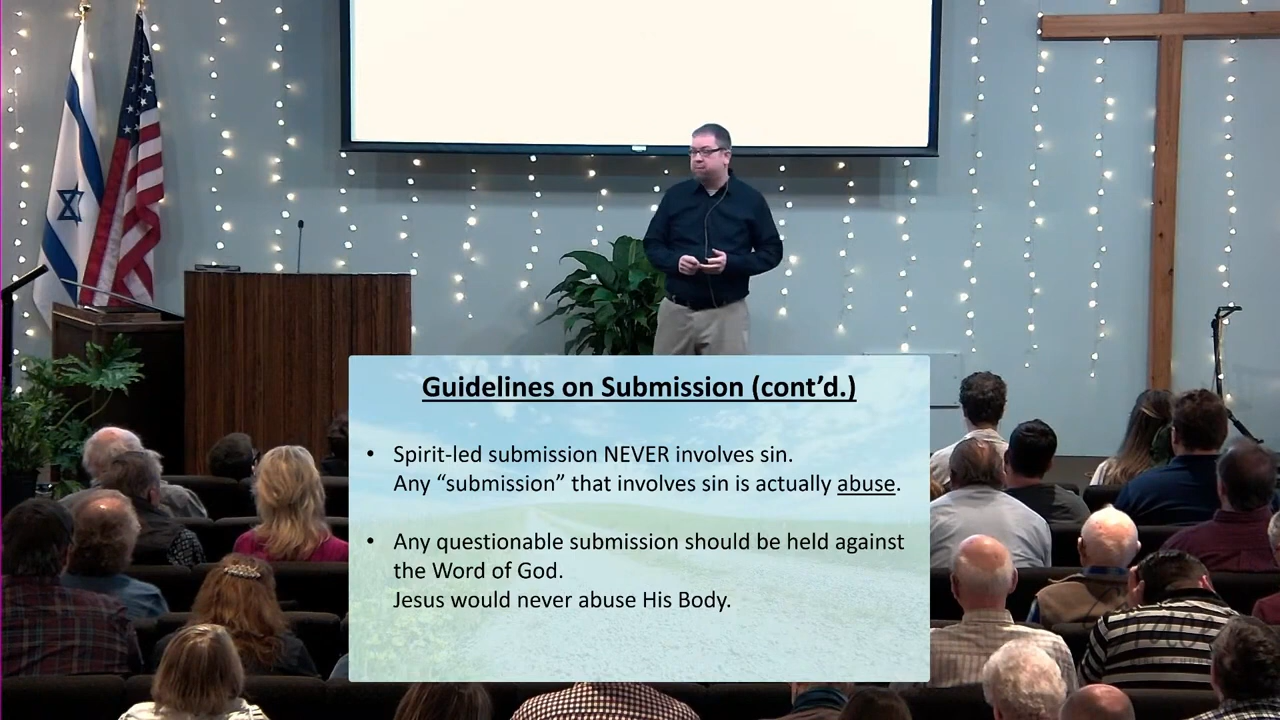 Guidelines on Submission (cont’d.)
• Spirit-led submission NEVER involves sin.
Any “submission” that involves sin is actually abuse.
• Any questionable submission should be held against
the Word of God.
Jesus would never abuse His Body.